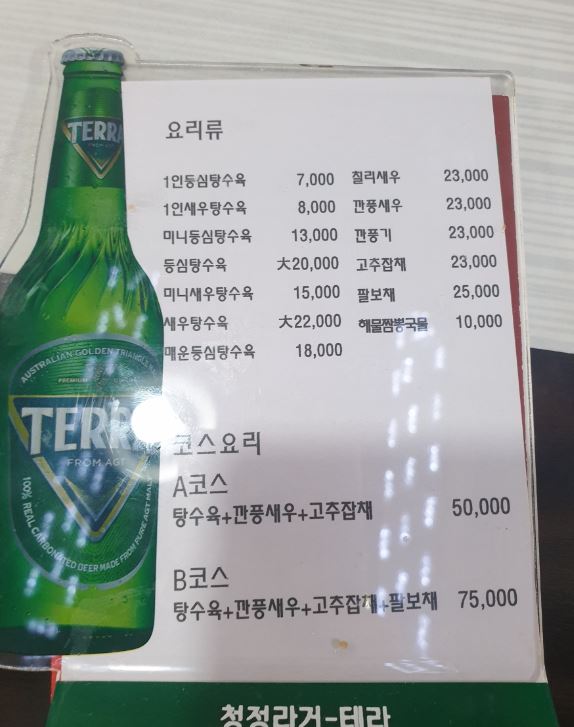 TERRA
요리류
1인등심탕수육 7,000 칠리새우 23,000
1인새우탕수육 8,000 깐풍새우 23,000
미니등심탕수육 13,000 깐풍기 23,000
등심탕수육 大20,000 고추잡채 23,000
미니새우탕수육 15,000 팔보채 25,000
새우탕수육 大22,000 해물짬뽕국물 10,000
매운등심탕수육 18,000
AUSTRALIAN GOLDEN TRIANGLE
PREMIUM
TERRA
FROM AGT
100% REAL CARBONATED BEER MADE FROM PURE AGT MALT
코스요리
A코스
탕수육+깐풍새우+고추잡채 50,000
B코스
탕수육+깐풍새우+고추잡채+팔보채 75,000
청정라거-테라